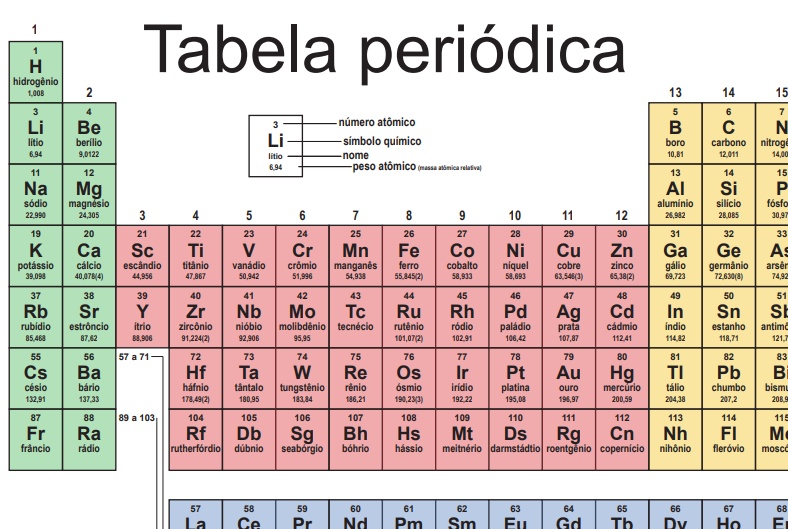 Tabela periódica
1
2
13 14 15
1
H
hidrogênio
1,008
número atômico
símbolo químico
nome
peso atômico (massa atômica relativa)
3
Li
lítio
6,94
3 4 5 6 7
Li Be B C N
lítio berílio boro carbono
6,94 9,0122 10,81 12,011
11 12 13 14 15
Na Mg Al Si P
sódio magnésio alumínio silício
22,990 24,305 26,982 28,085
3 4 5 6 7 8 9 10 11 12
19 20 21 22 23 24 25 26 27 28 29 30 31 32 33
K Ca Sc Ti V Cr Mn Fe Co Ni Cu Zn Ga Ge As
potássio cálcio escândio titânio vanádio crômio manganês ferro cobalto níquel cobre zinco gálio germânio
39,098 40,078(4) 44,956 47,867 50,942 51,996 54,938 55,845(2) 58,933 58,693 63,546(3) 65,38(2) 69,723 72,630(8)
37 38 39 40 41 42 43 44 45 46 47 48 49 50 51
Rb Sr Y Zr Nb Mo Tc Ru Rh Pd Ag Cd In Sn Sb
rubídio estrôncio ítrio zircônio nióbio molibdênio tecnécio rutênio ródio paládio prata cádmio índio estanho
85,468 87,62 88,906 91,224(2) 92,906 95,95 101,07(2) 102,91 106,42 107,87 112,41 114,82 118,71
55 56 57 a 71 72 73 74 75 76 77 78 79 80 81 82 83
Cs Ba Hf Ta W Re Os Ir Pt Au Hg Tl Pb Bi
césio bário háfnio tântalo tungstênio rênio ósmio irídio platina ouro mercúrio tálio chumbo
132,91 137,33 178,49(2) 180,95 183,84 186,21 190,23(3) 192,22 195,08 196,97 200,59 204,38 207,2
87 88 89 a 103 104 105 106 107 108 109 110 111 112 113 114 115
Fr Ra Rf Db Sg Bh Hs Mt Ds Rg Cn Nh Fl
frâncio rádio rutherfórdio dúbnio seabórgio bóhrio hássio meitnério darmstádtio roentgênio copernício nihônio fleróvio
57 58 59 60 61 62 63 64 65 66 67 68
La Ce Pr Nd Pm Sm Eu Gd Tb Dy Ho